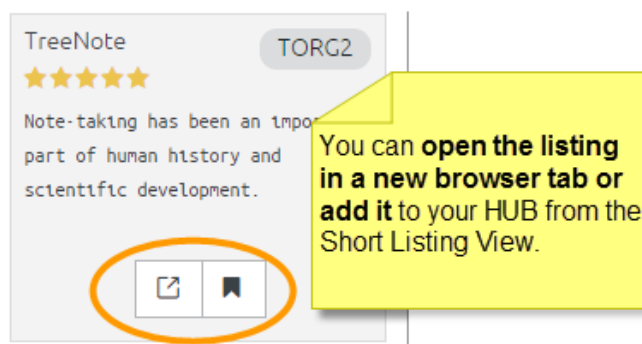 TreeNote
TORG2
Note-taking has been an
part of human history and
scientific development.
You can open the listing
in a new browser tab or
add it to your HUB from the
Short Listing View.